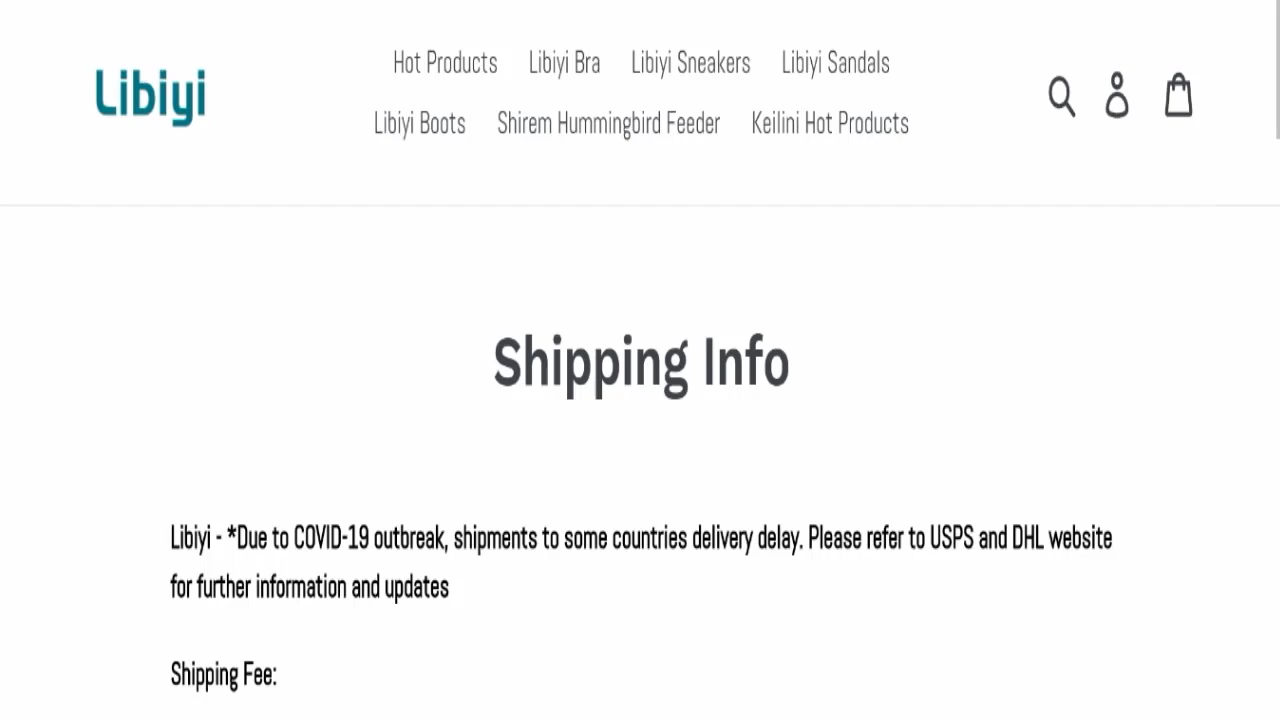 Libiyi
Hot Products Libiyi Bra Libiyi Sneakers Libiyi Sandals
Libiyi Boots Shirem Hummingbird Feeder Keilini Hot Products
Shipping Info
Libiyi - *Due to COVID-19 outbreak, shipments to some countries delivery delay. Please refer to USPS and DHL website
for further information and updates
Shipping Fee: